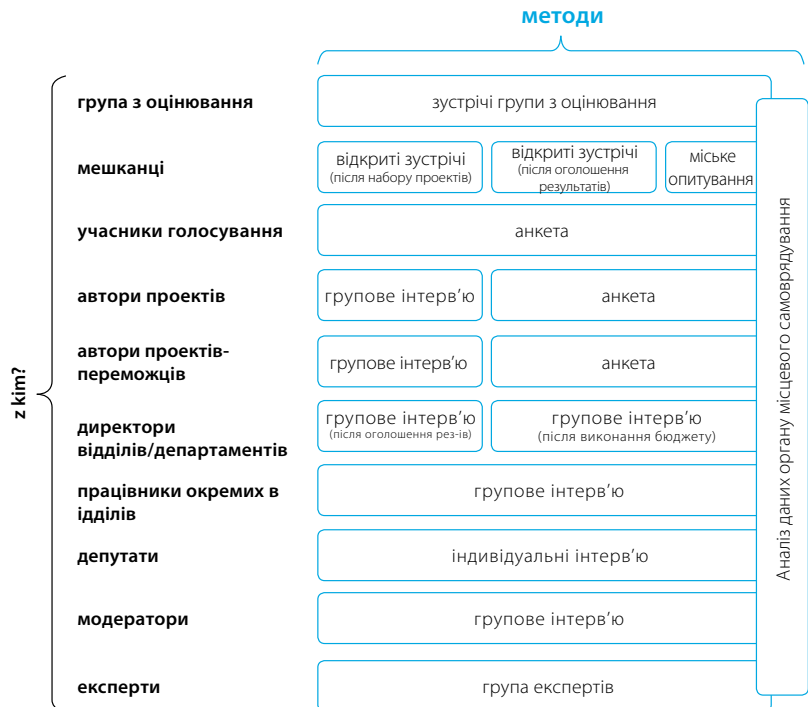 методи
z kim?
група з оцінювання
зустрічі групи з оцінювання
мешканці
відкриті зустрічі
(після набору проектів)
відкриті зустрічі
(після оголошення
результатів)
міське
опитування
учасники голосування
анкета
автори проектів
групове інтерв'ю
анкета
автори проектів-
переможців
групове інтерв'ю
анкета
директори
відділів/департаментів
групове інтерв'ю
(після оголошення рез-ів)
групове інтерв'ю
(після виконання бюджету)
працівники окремих в
ідділів
групове інтерв'ю
депутати
індивідуальні інтерв'ю
модератори
групове інтерв'ю
експерти
група експертів
Аналіз даних органу місцевого самоврядування